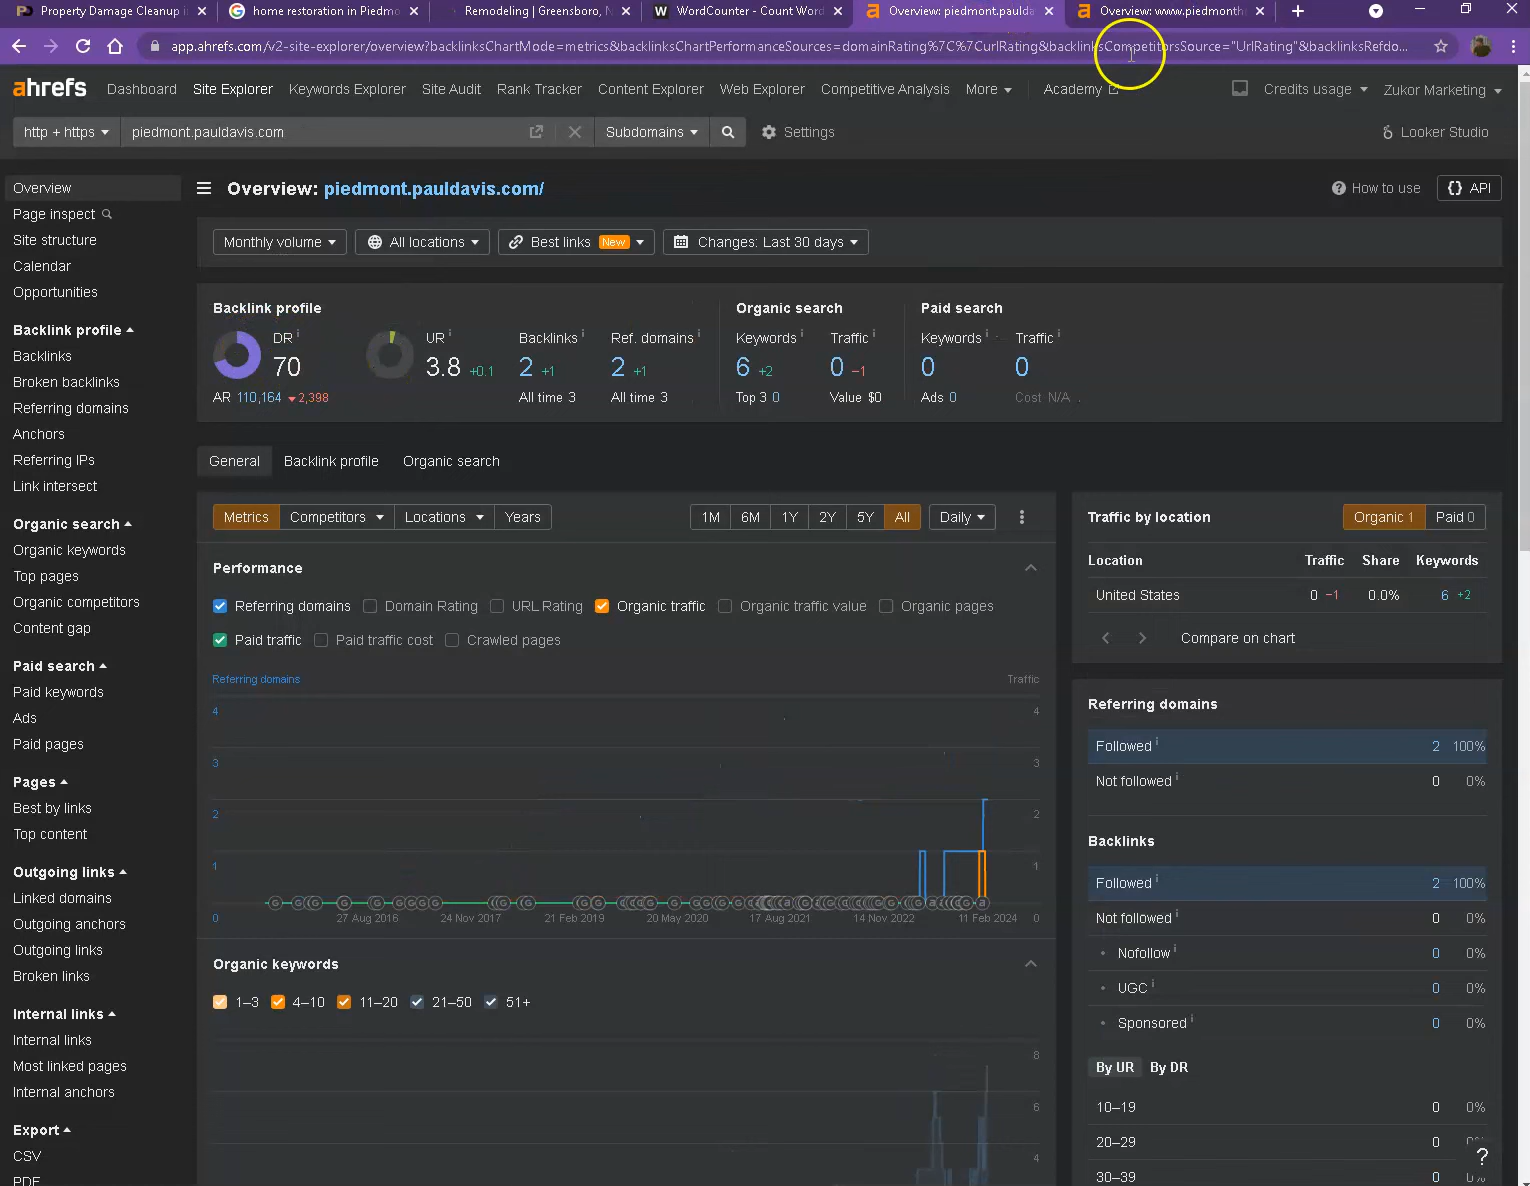 Property Damage Cleanup i
home restoration in Piedmo
Remodeling | Greensboro, N
WordCounter - Count Word
Overview: piedmont.paulda
Overview: www.piedmonth
app.ahrefs.com/v2-site-explorer/overview?backlinksChartMode=metrics&backlinksChartPerformanceSources=domainRating%7C%7CurlRating&backlinksCompetitorsSource="UrlRating"&backlinksRefdo...
ahrefs Dashboard Site Explorer Keywords Explorer Site Audit Rank Tracker Content Explorer Web Explorer Competitive Analysis More Academy Credits usage Zukor Marketing
http + https piedmont.pauldavis.com Subdomains Settings Looker Studio
Overview
Page inspect
Site structure
Calendar
Opportunities
Backlink profile
Backlinks
Broken backlinks
Referring domains
Anchors
Referring IPs
Link intersect
Organic search
Organic keywords
Top pages
Organic competitors
Content gap
Paid search
Paid keywords
Ads
Paid pages
Pages
Best by links
Top content
Outgoing links
Linked domains
Outgoing anchors
Outgoing links
Broken links
Internal links
Internal links
Most linked pages
Internal anchors
Export
CSV
PDF
Overview: piedmont.pauldavis.com/
How to use {} API
Monthly volume All locations Best links New Changes: Last 30 days
Backlink profile Organic search Paid search
DR UR Backlinks Ref. domains Keywords Traffic Keywords Traffic
70 3.8 +0.1 2 +1 2 +1 6 +2 0 −1 0 0
AR 110,164 2,398 All time 3 All time 3 Top 3 0 Value $0 Ads 0 Cost N/A
General Backlink profile Organic search
Metrics Competitors Locations Years 1M 6M 1Y 2Y 5Y All Daily
Performance
Referring domains Domain Rating URL Rating Organic traffic Organic traffic value Organic pages
Paid traffic Paid traffic cost Crawled pages
Referring domains Traffic
4 4
3 3
2 2
1 1
0 27 Aug 2016 24 Nov 2017 21 Feb 2019 20 May 2020 17 Aug 2021 14 Nov 2022 11 Feb 2024 0
Organic keywords
1–3 4–10 11–20 21–50 51+
8
6
4
Traffic by location Organic 1 Paid 0
Location Traffic Share Keywords
United States 0 −1 0.0% 6 +2
Compare on chart
Referring domains
Followed 2 100%
Not followed 0 0%
Backlinks
Followed 2 100%
Not followed 0 0%
Nofollow 0 0%
UGC 0 0%
Sponsored 0 0%
By UR By DR
10–19 0 0%
20–29 0
30–39 0
?